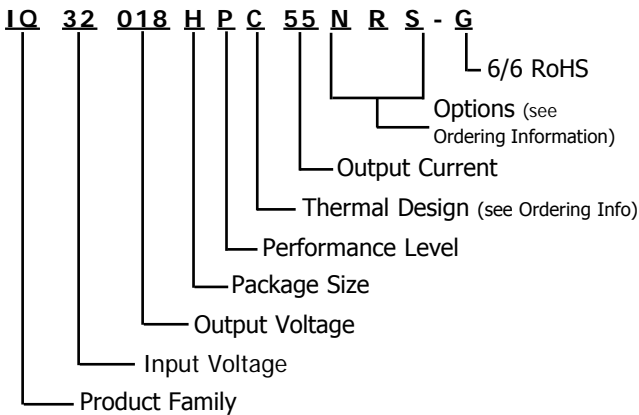 IQ 32 018 H P C 55 N R S - G
6/6 RoHS
Options (see
Ordering Information)
Output Current
Thermal Design (see Ordering Info)
Performance Level
Package Size
Output Voltage
Input Voltage
Product Family